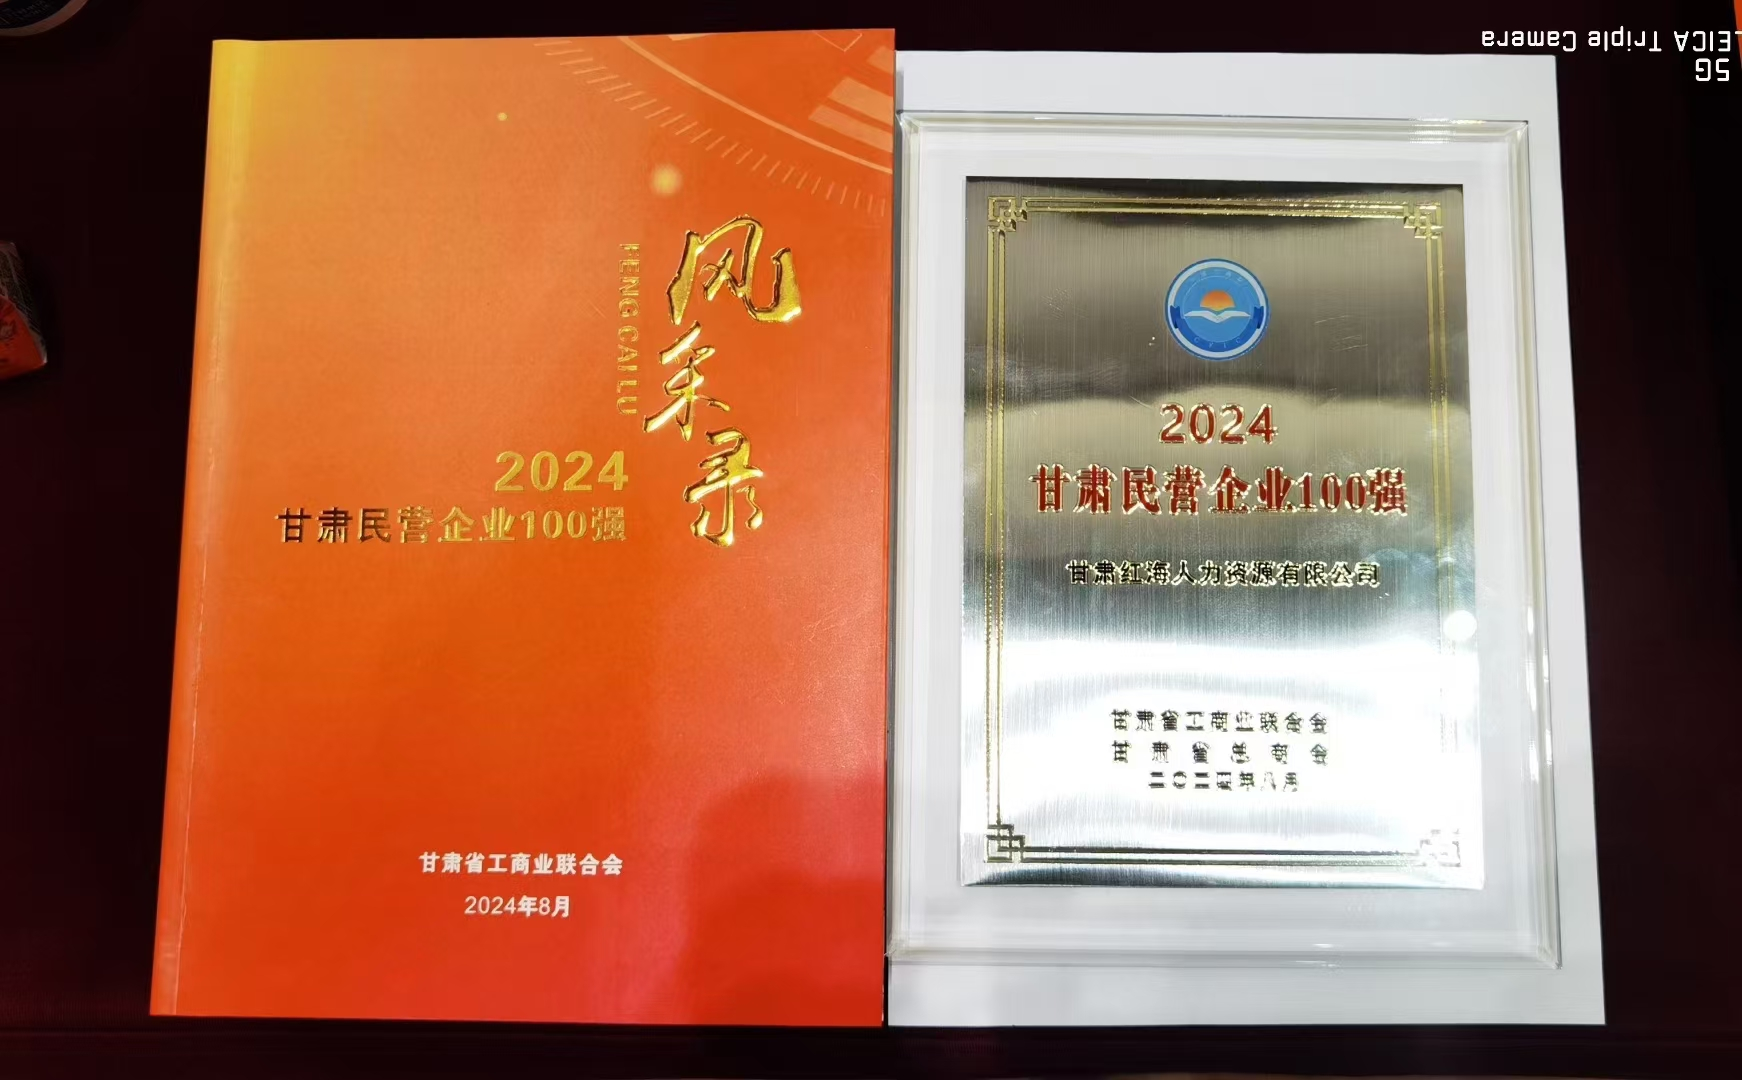 风采录
FENG CAI LU
2024
甘肃民营企业100强
甘肃省工商业联合会
2024年8月
2024
甘肃民营企业100强
甘肃红海人力资源有限公司
甘肃省工商业联合会
甘肃省总商会
二〇二四年八月
LEICA Triple Camera
5G